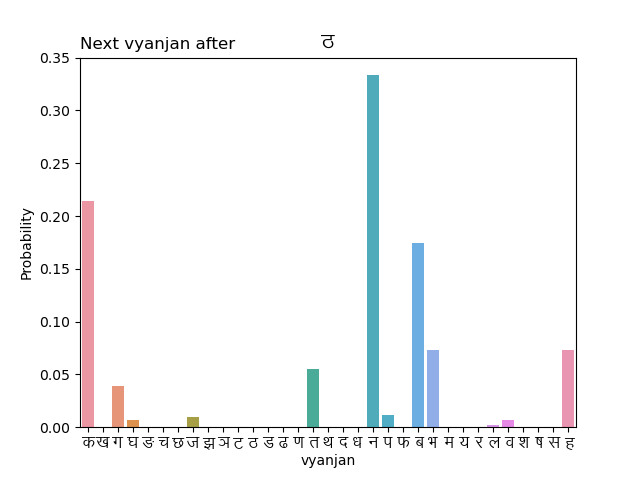 Next vyanjan after ठ
0.35
0.30
0.25
0.20
0.15
0.10
0.05
0.00
Probability
क ख ग घ ङ च छ ज झ ञ ट ठ ड ढ ण त थ द ध न प फ ब भ म य र ल व श ष स ह
vyanjan